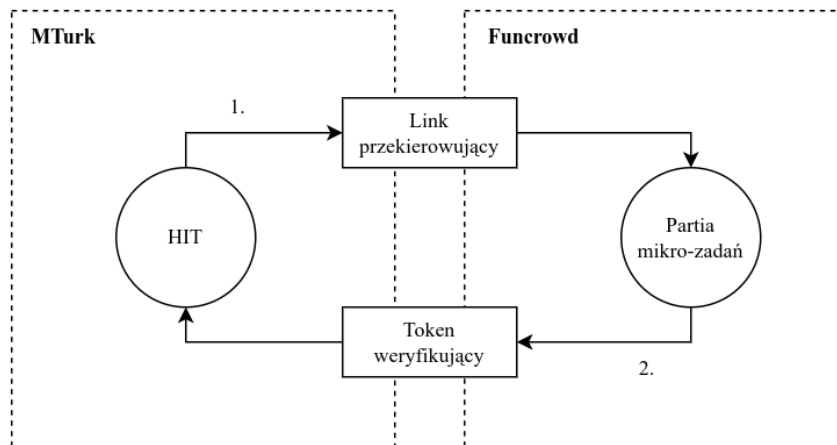 MTurk
Funcrowd
1.
Link
przekierowujący
HIT
Partia
mikro-zadań
Token
weryfikujący
2.